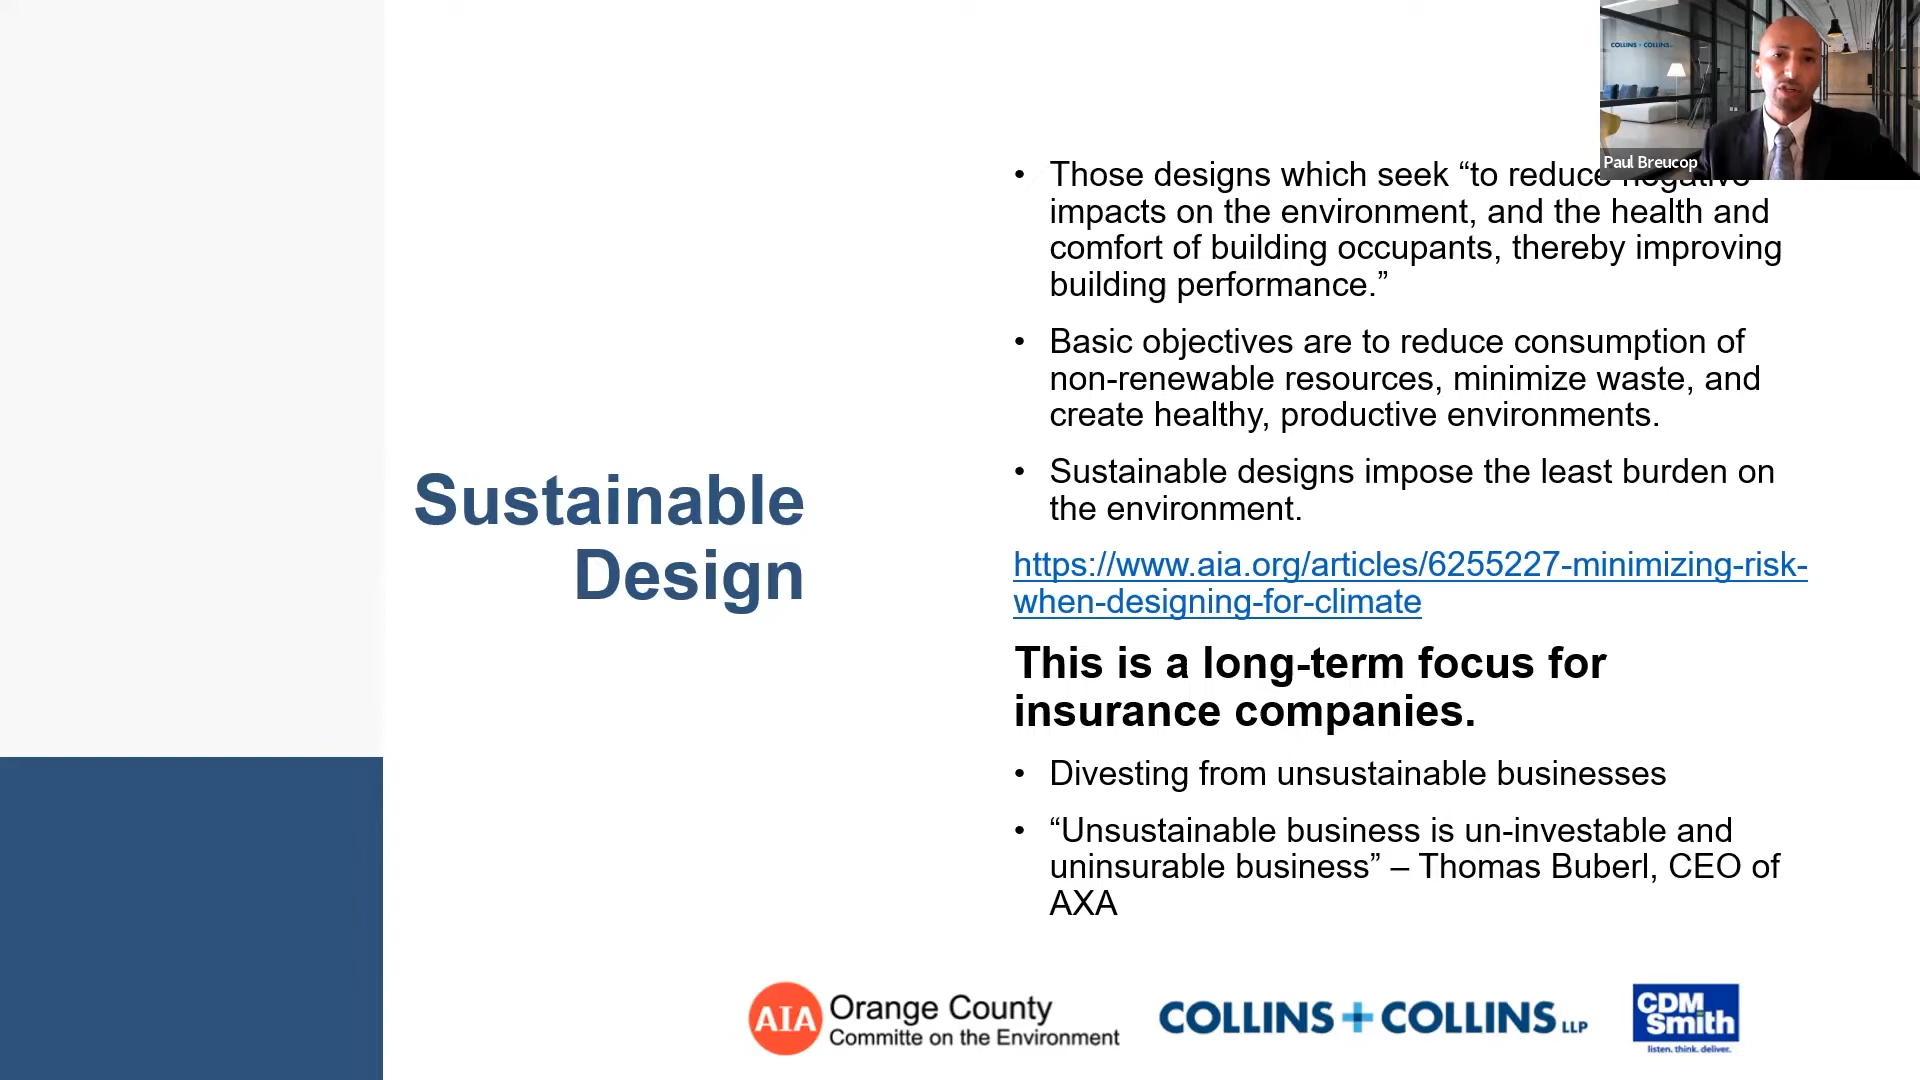 COLLINS + COLLINS
Paul Breucop
Sustainable
Design
• Those designs which seek “to reduce negative
impacts on the environment, and the health and
comfort of building occupants, thereby improving
building performance.”
• Basic objectives are to reduce consumption of
non-renewable resources, minimize waste, and
create healthy, productive environments.
• Sustainable designs impose the least burden on
the environment.
https://www.aia.org/articles/6255227-minimizing-risk-
when-designing-for-climate
This is a long-term focus for
insurance companies.
• Divesting from unsustainable businesses
• “Unsustainable business is un-investable and
uninsurable business” – Thomas Buberl, CEO of
AXA
AIA Orange County
Committe on the Environment
COLLINS + COLLINS LLP
CDM
Smith
listen. think. deliver.